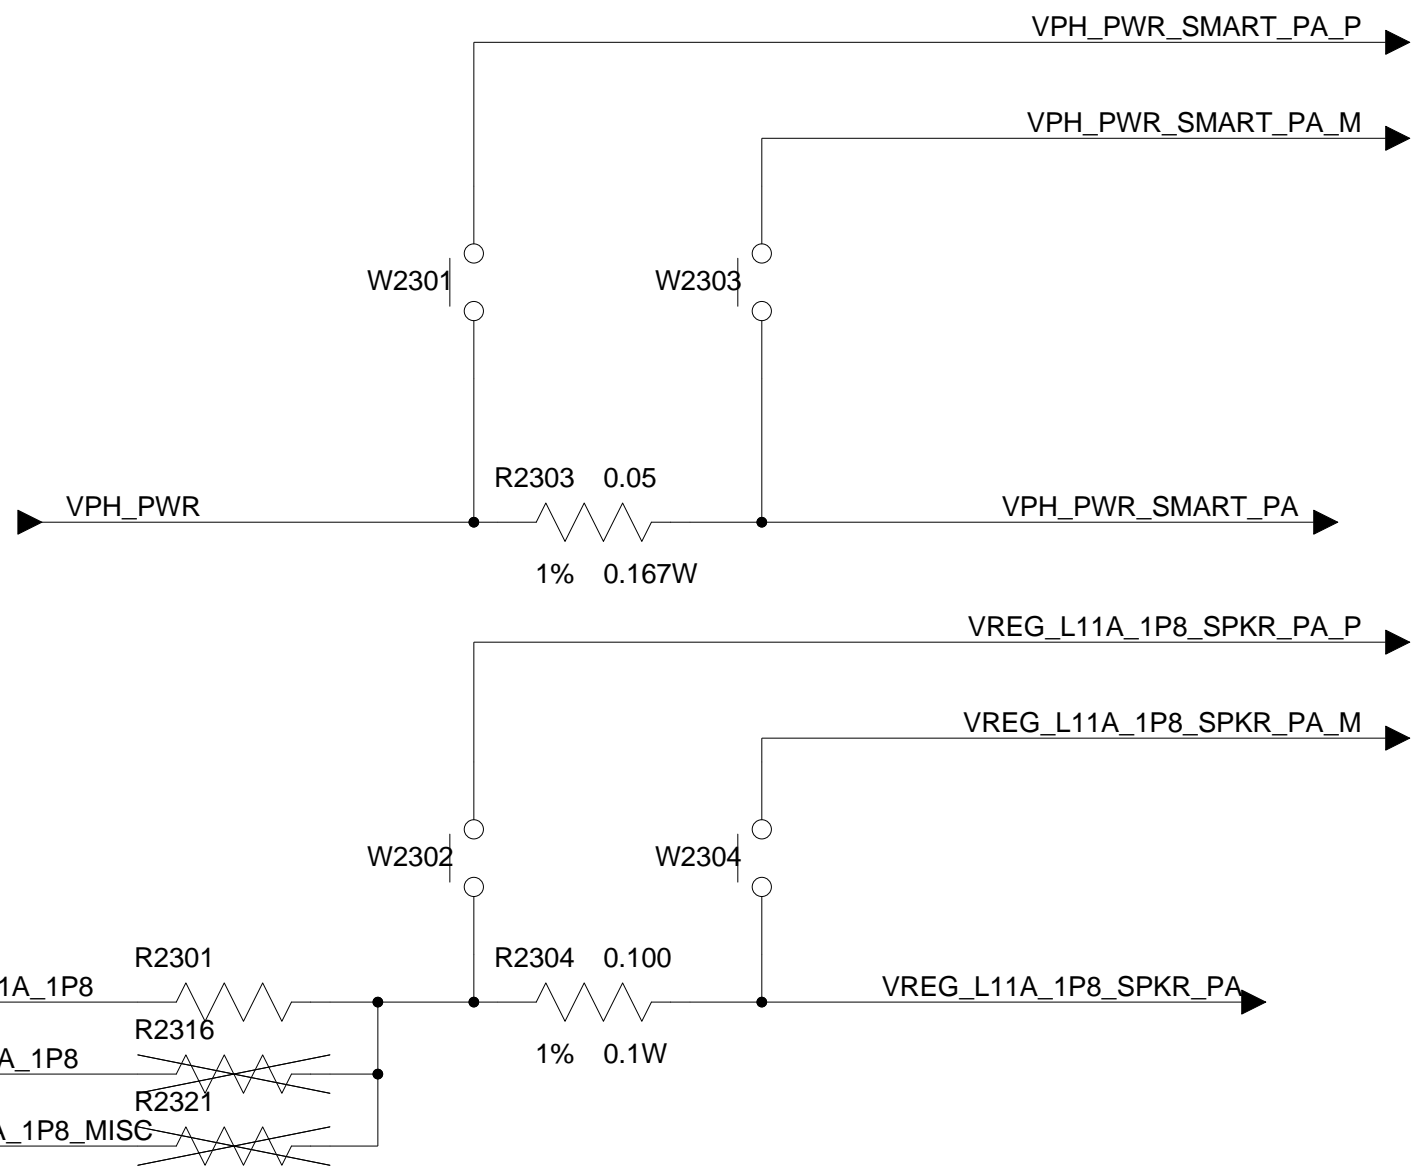 VPH_PWR_SMART_PA_P
VPH_PWR_SMART_PA_M
W2301
W2303
R2303 0.05
VPH_PWR
VPH_PWR_SMART_PA
1% 0.167W
VREG_L11A_1P8_SPKR_PA_P
VREG_L11A_1P8_SPKR_PA_M
W2302
W2304
R2301
R2304 0.100
1A_1P8
VREG_L11A_1P8_SPKR_PA
R2316
A_1P8
1% 0.1W
R2321
A_1P8_MISC